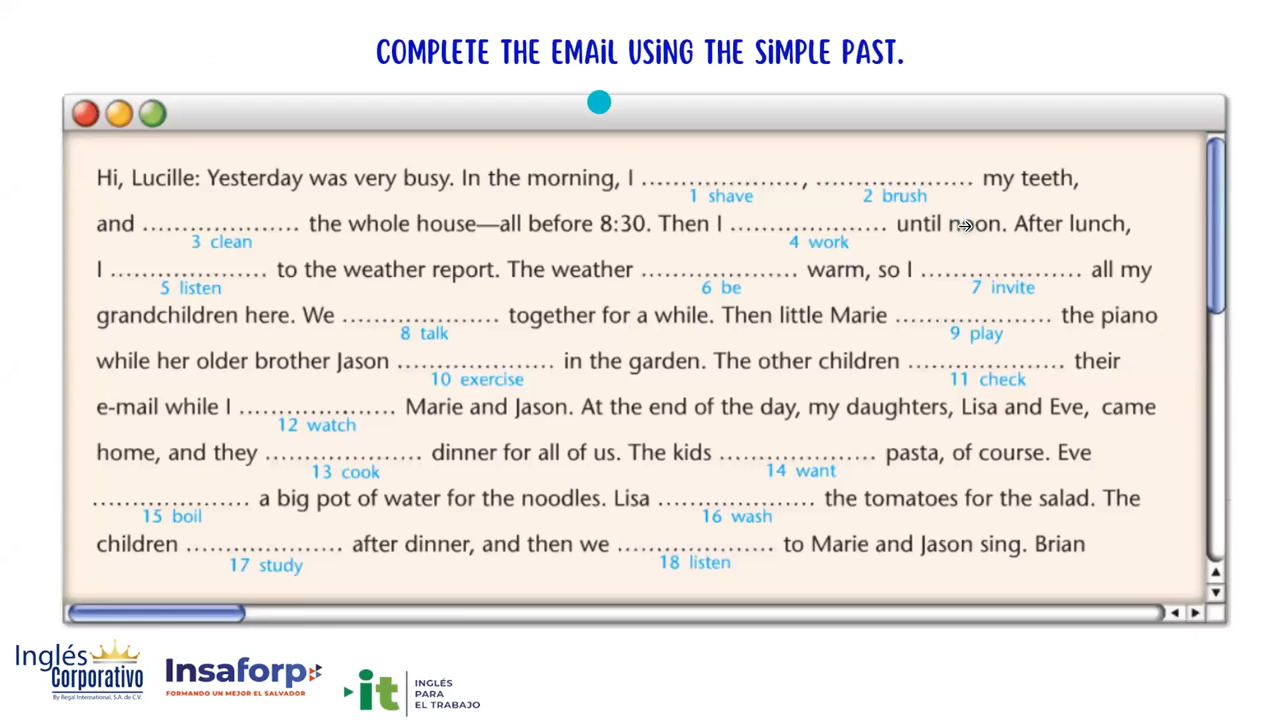 COMPLETE THE EMAIL USING THE SIMPLE PAST.
Hi, Lucille: Yesterday was very busy. In the morning, I ........................, ........................ my teeth,
1 shave 2 brush
and ........................ the whole house—all before 8:30. Then I ........................ until noon. After lunch,
3 clean 4 work
I ........................ to the weather report. The weather ........................ warm, so I ........................ all my
5 listen 6 be 7 invite
grandchildren here. We ........................ together for a while. Then little Marie ........................ the piano
8 talk 9 play
while her older brother Jason ........................ in the garden. The other children ........................ their
10 exercise 11 check
e-mail while I ........................ Marie and Jason. At the end of the day, my daughters, Lisa and Eve, came
12 watch
home, and they ........................ dinner for all of us. The kids ........................ pasta, of course. Eve
13 cook 14 want
........................ a big pot of water for the noodles. Lisa ........................ the tomatoes for the salad. The
15 boil 16 wash
children ........................ after dinner, and then we ........................ to Marie and Jason sing. Brian
17 study 18 listen
Inglés
Corporativo
By Regal International, S.A. de C.V.
Insaforp
FORMANDO UN MEJOR EL SALVADOR
it
INGLÉS
PARA
EL TRABAJO